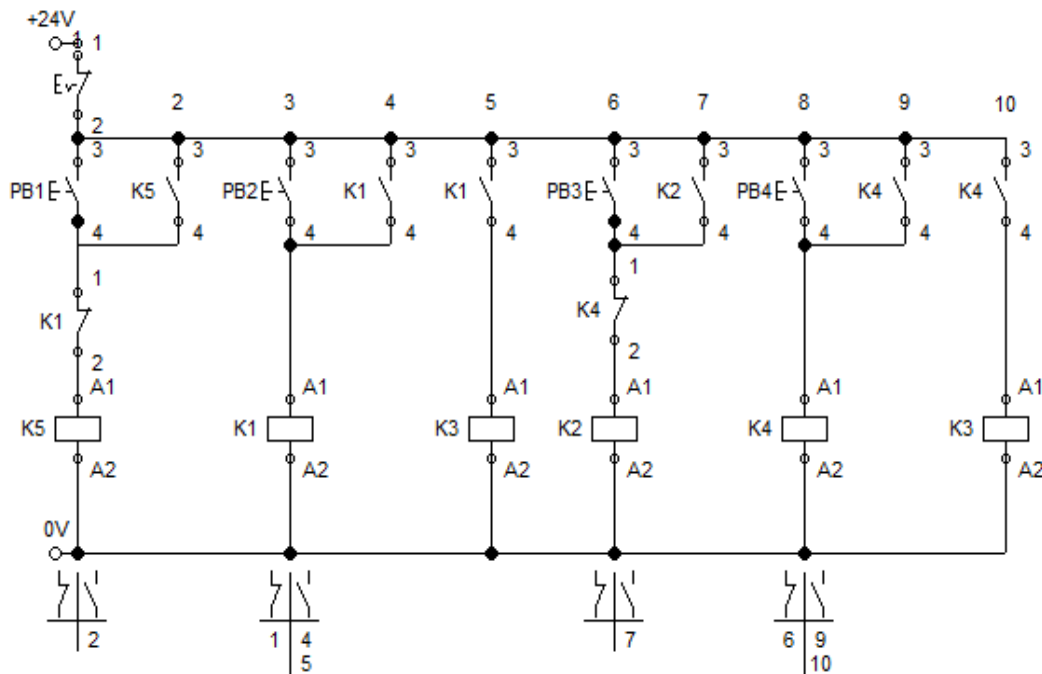 +24V
1 1
2 2 3 4 5 6 7 8 9 10
3 3 3 3 3 3 3 3 3 3
PB1 K5 PB2 K1 K1 PB3 K2 PB4 K4 K4
4 4 4 4 4 4 4 4 4 4
1 1
K1 K4
2 2
A1 A1 A1 A1 A1 A1
K5 K1 K3 K2 K4 K3
A2 A2 A2 A2 A2 A2
0V
2 1 4 7 6 9
5 10